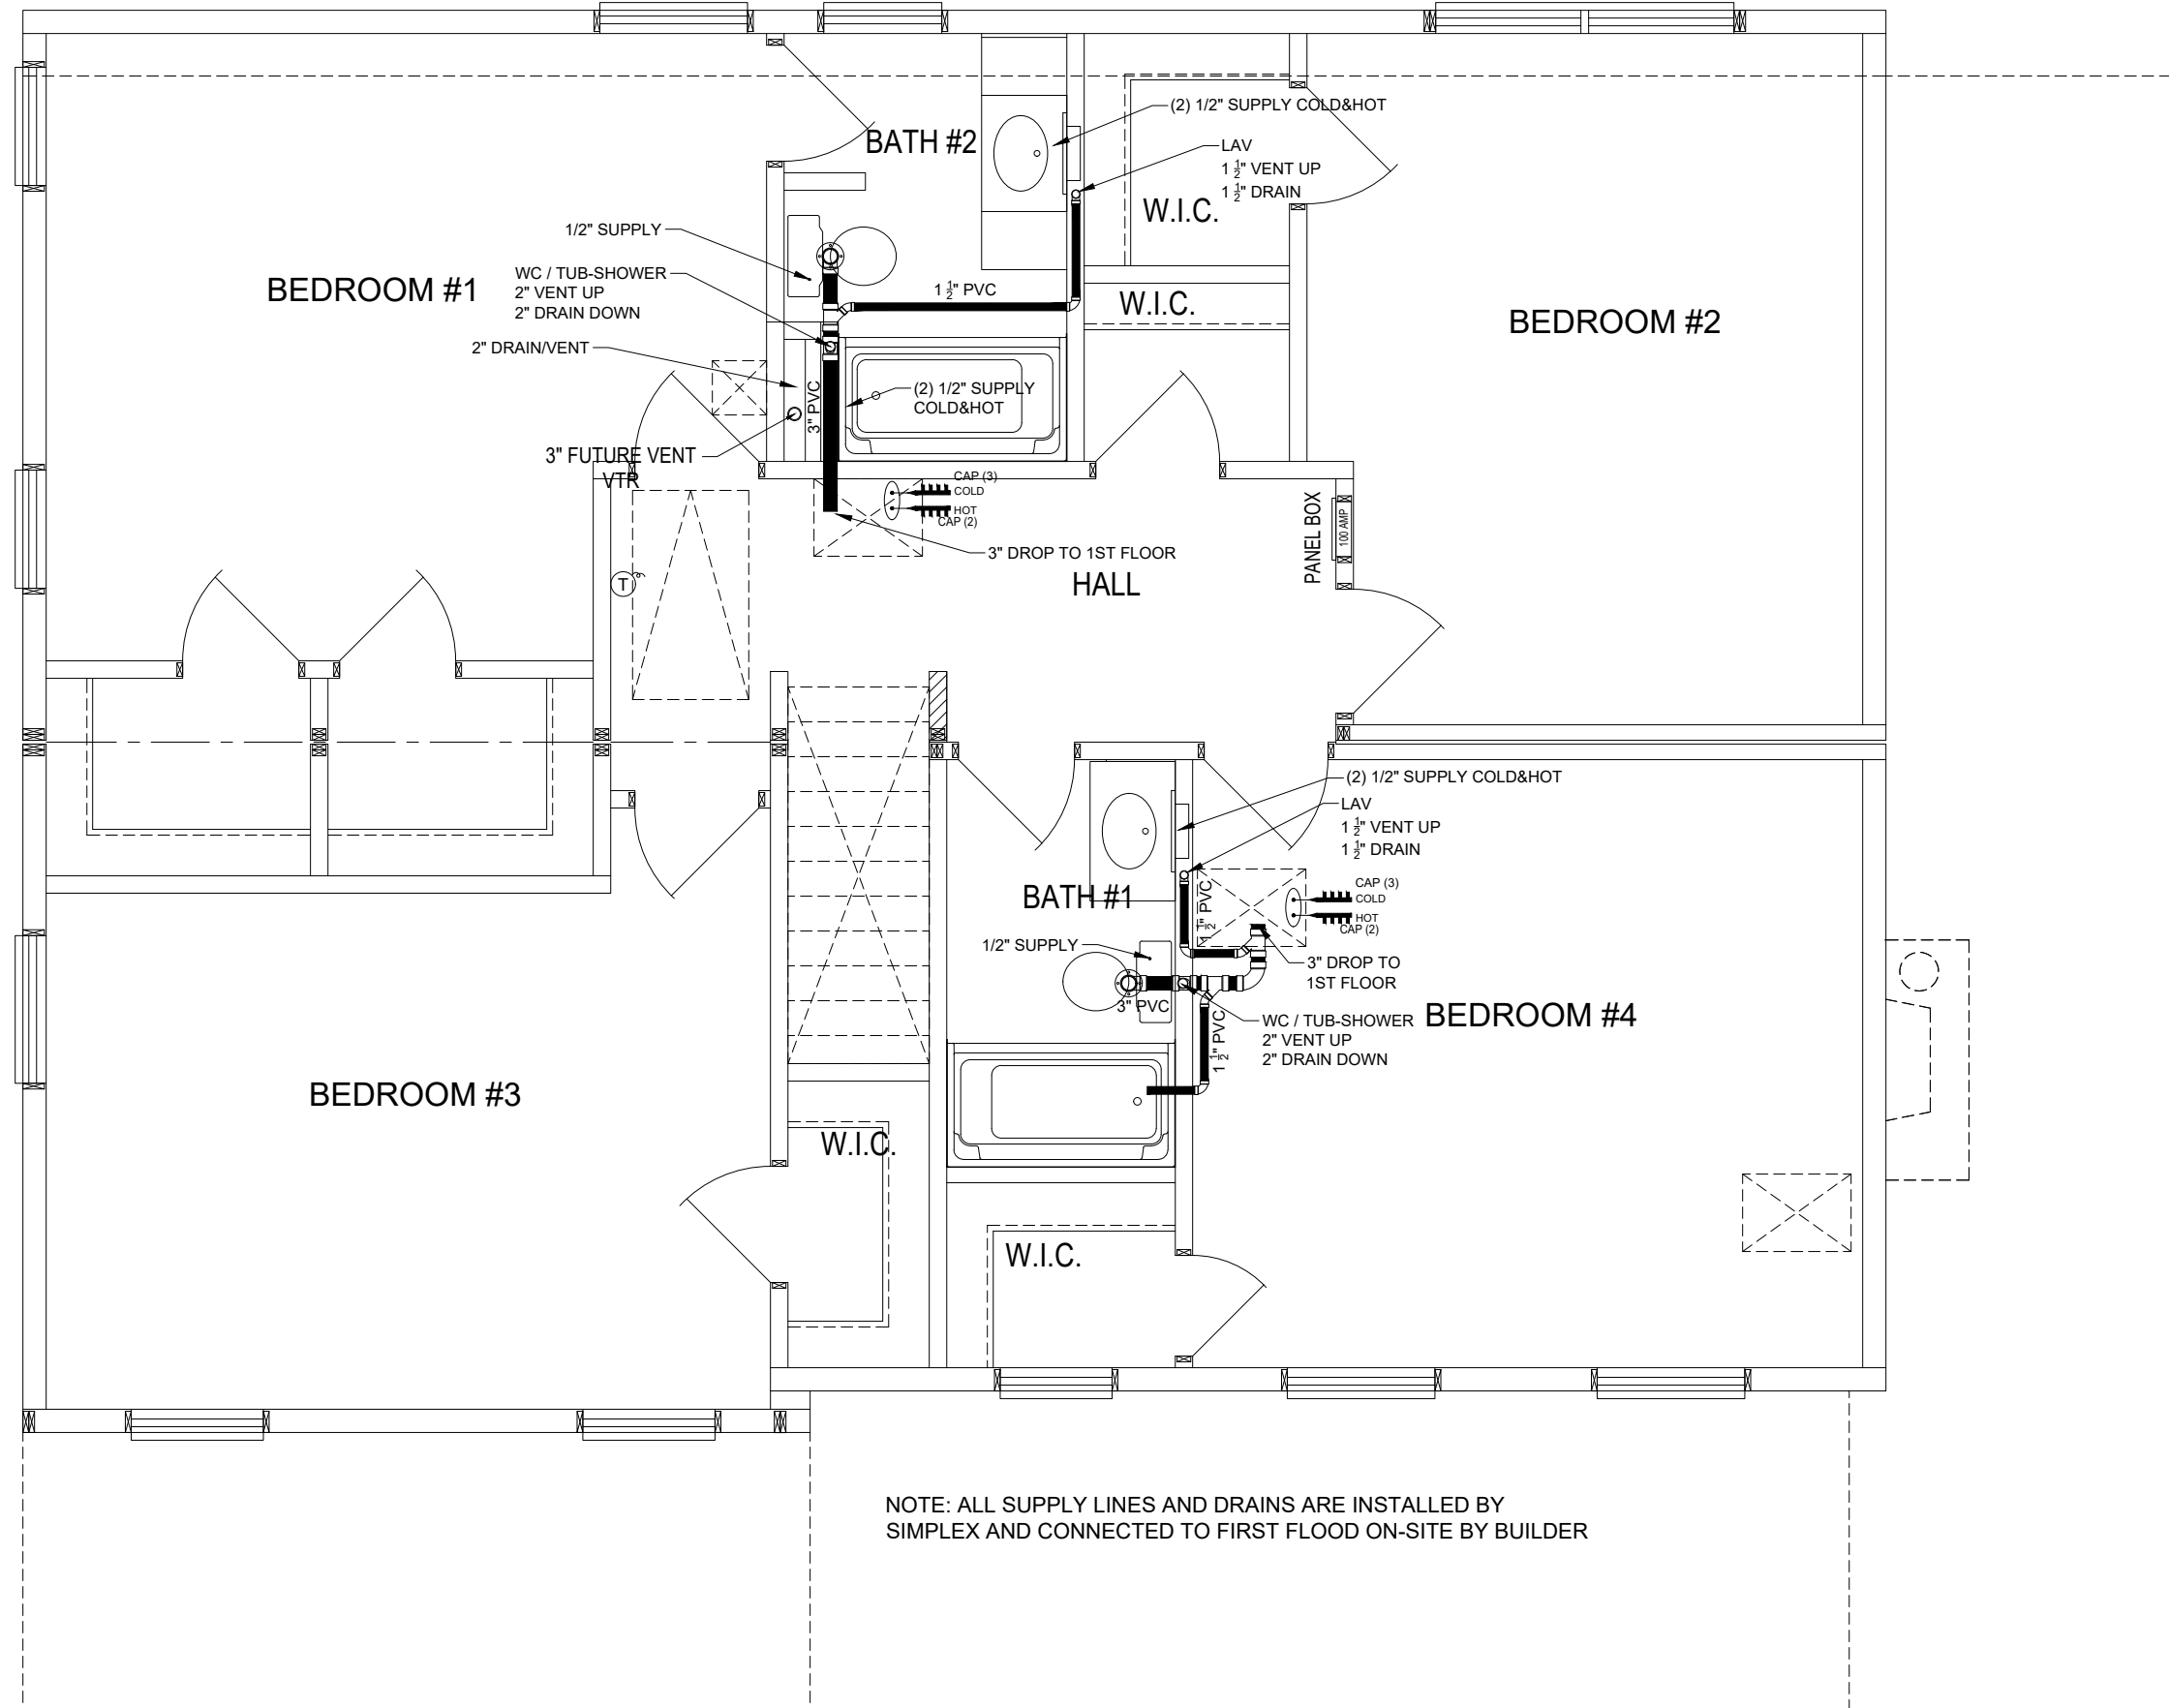 (2) 1/2" SUPPLY COLD&HOT
BATH #2
LAV
1 1/2" VENT UP
1 1/2" DRAIN
W.I.C.
1/2" SUPPLY
WC / TUB-SHOWER
2" VENT UP
2" DRAIN DOWN
BEDROOM #1
1 1/2" PVC
W.I.C.
BEDROOM #2
2" DRAIN/VENT
3" PVC
(2) 1/2" SUPPLY
COLD&HOT
3" FUTURE VENT
VTR
CAP (3)
COLD
HOT
CAP (2)
PANEL BOX
100 AMP
3" DROP TO 1ST FLOOR
HALL
T
(2) 1/2" SUPPLY COLD&HOT
LAV
1 1/2" VENT UP
1 1/2" DRAIN
BATH #1
1 1/2" PVC
CAP (3)
COLD
HOT
CAP (2)
1/2" SUPPLY
3" DROP TO
1ST FLOOR
3" PVC
WC / TUB-SHOWER
2" VENT UP
2" DRAIN DOWN
BEDROOM #4
1 1/2" PVC
BEDROOM #3
W.I.C.
W.I.C.
NOTE: ALL SUPPLY LINES AND DRAINS ARE INSTALLED BY
SIMPLEX AND CONNECTED TO FIRST FLOOD ON-SITE BY BUILDER